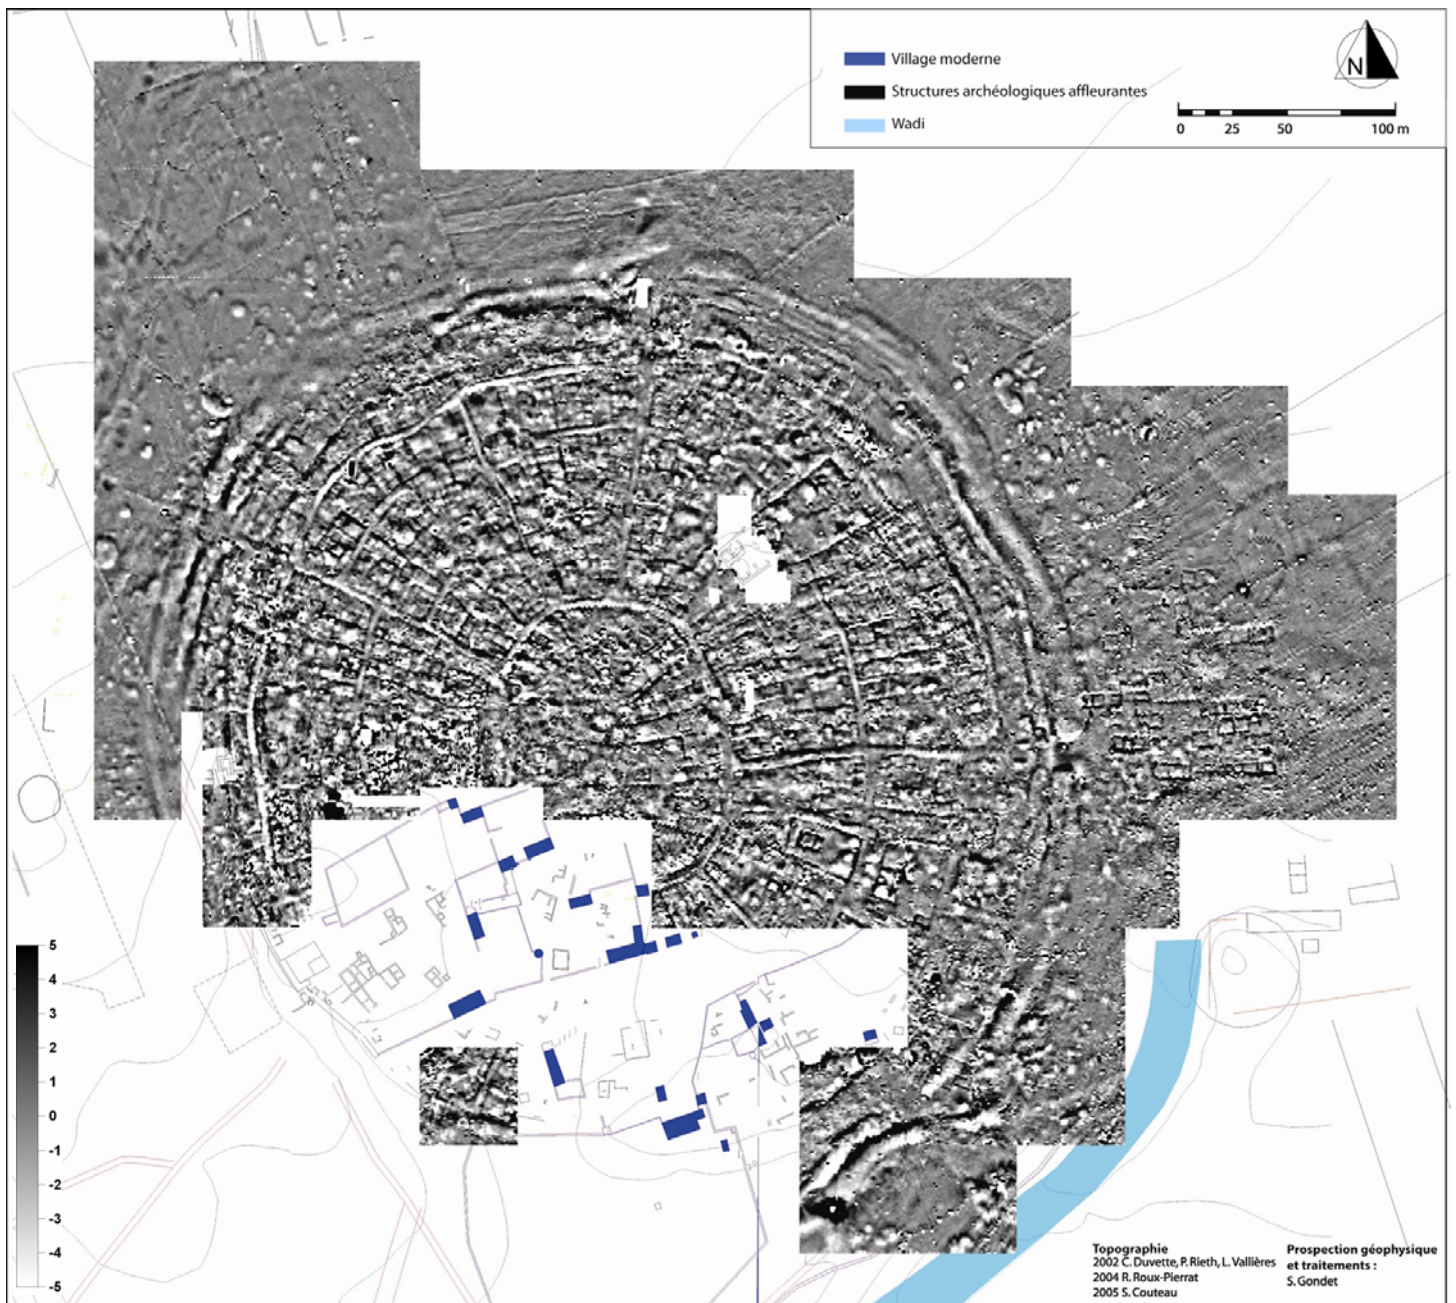 Village moderne
Structures archéologiques affleurantes
Wadi
N
0 25 50 100 m
5
4
3
2
1
0
-1
-2
-3
-4
-5
Topographie
2002 C. Duvette, P. Rieth, L. Vallières
2004 R. Roux-Pierrat
2005 S. Couteau
Prospection géophysique
et traitements :
S. Gondet